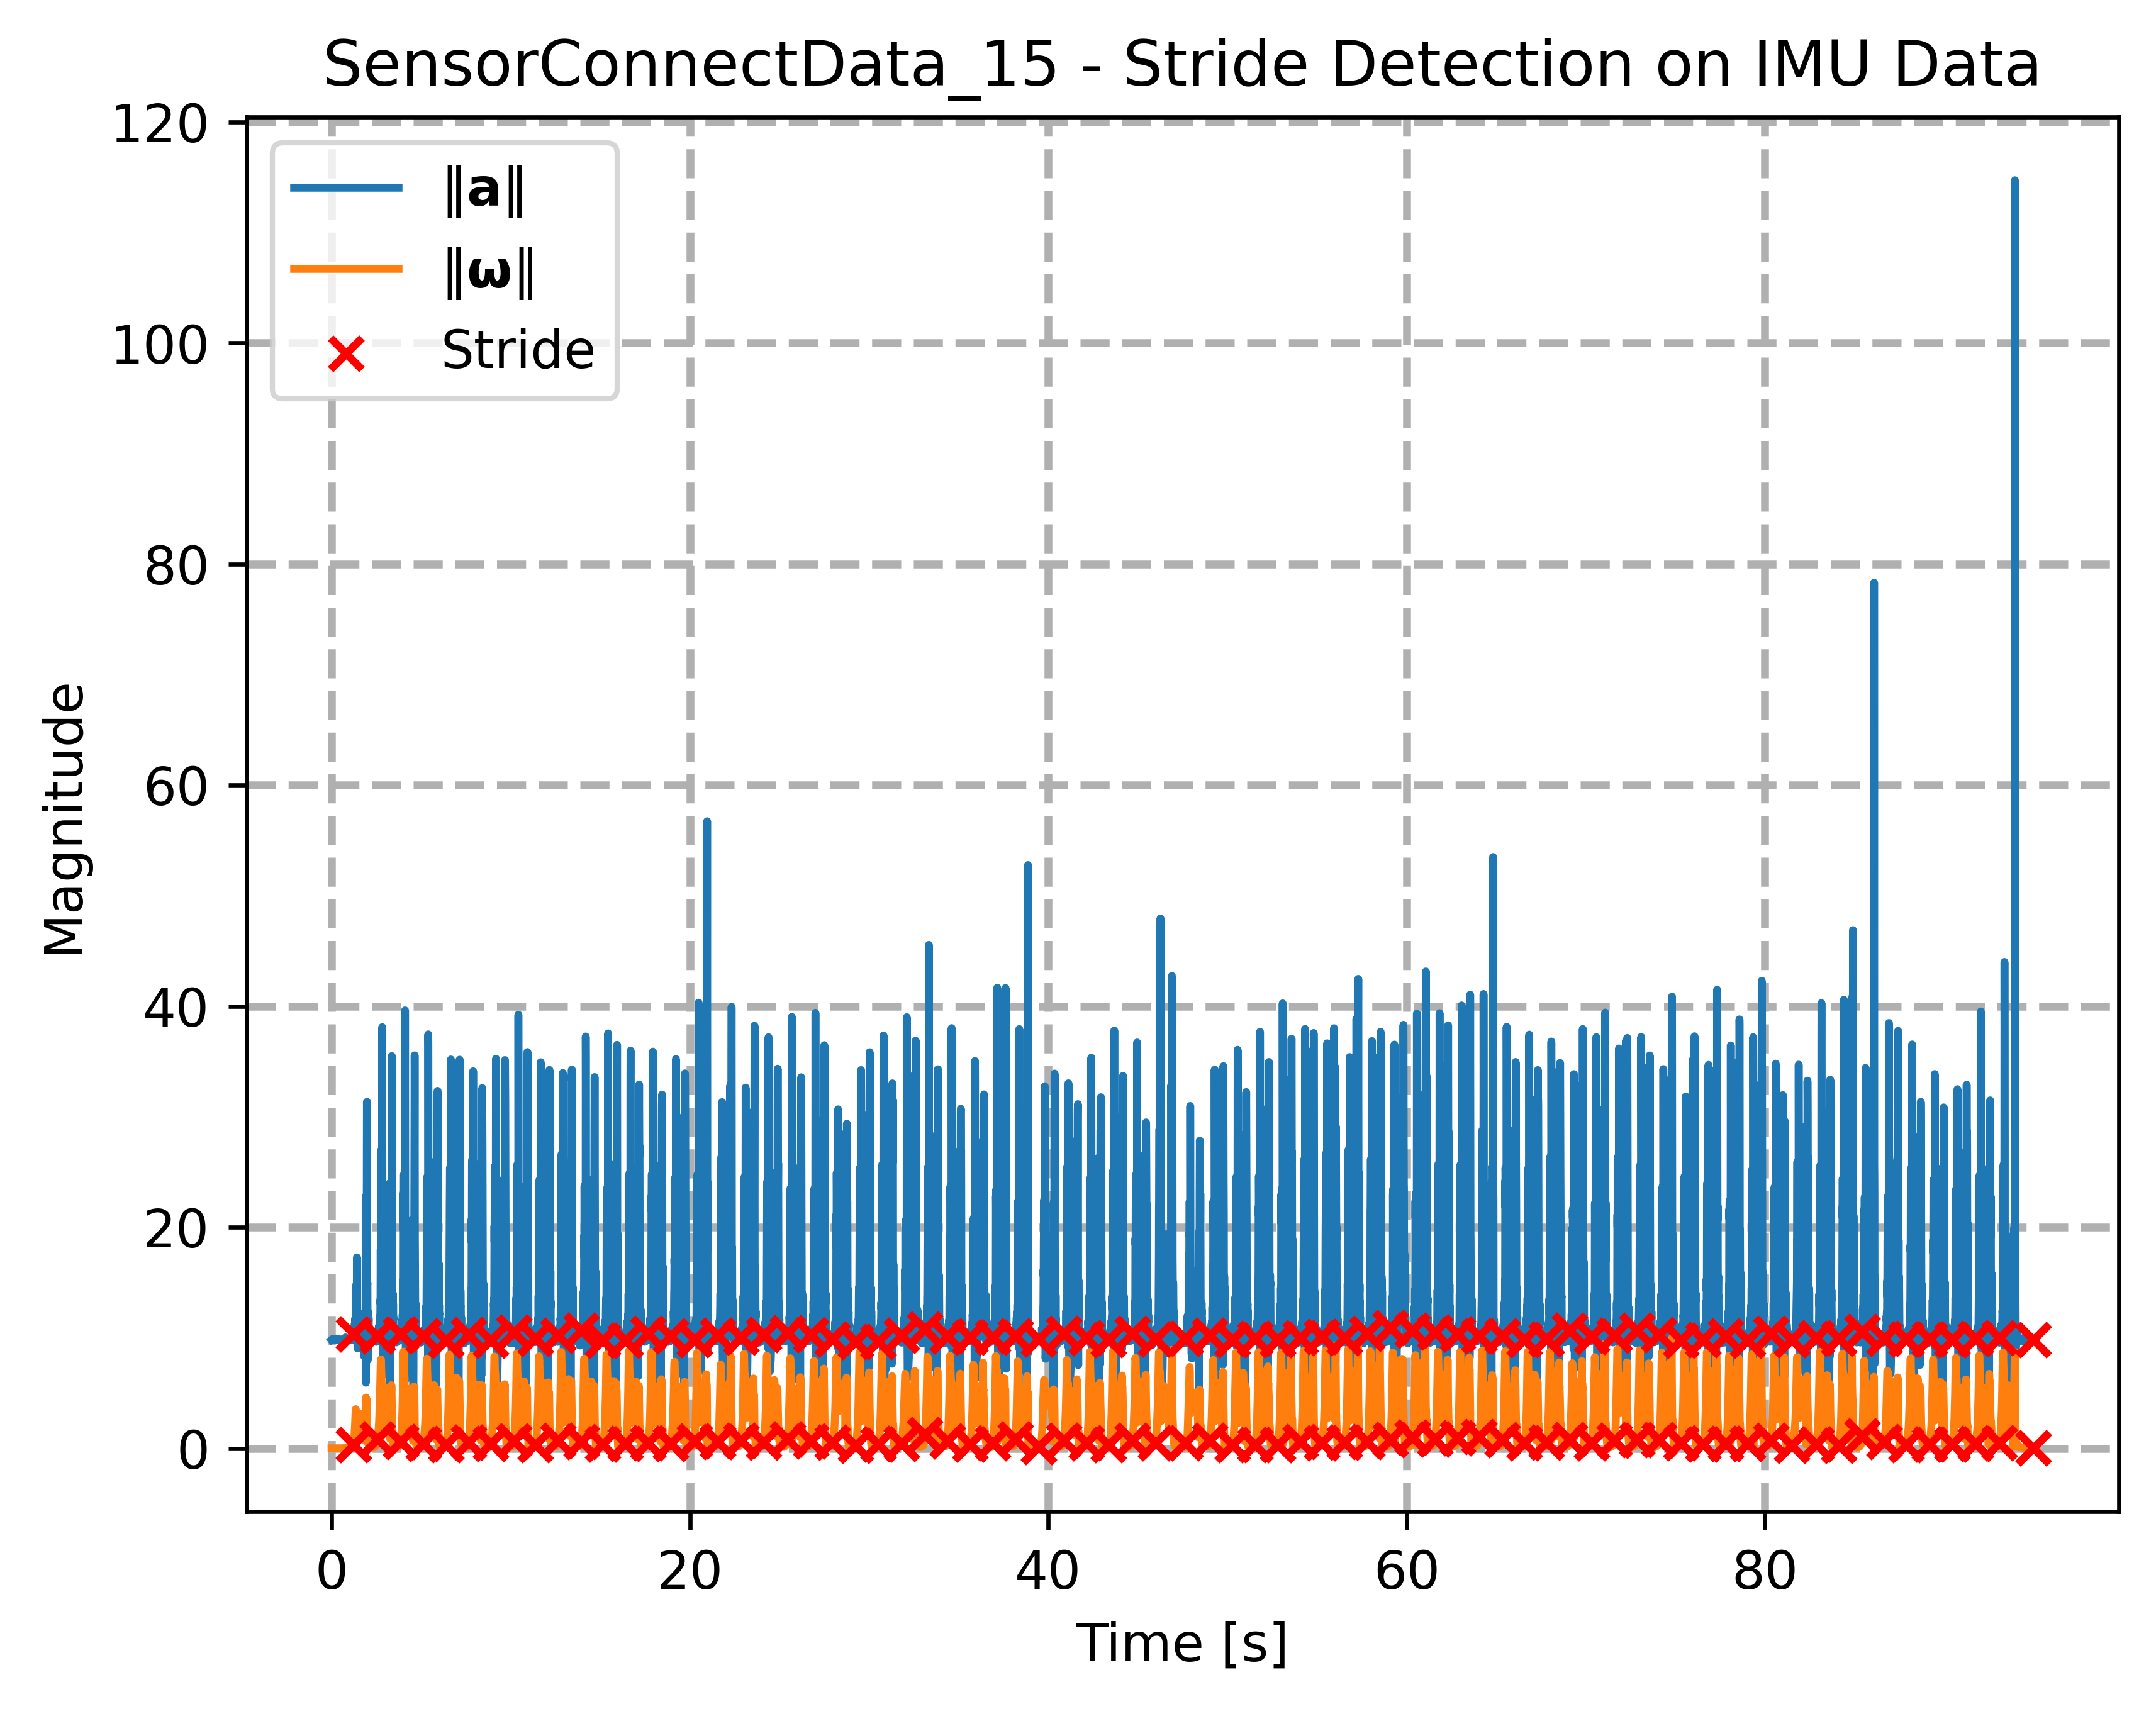 SensorConnectData_15 - Stride Detection on IMU Data
120
100
80
60
40
20
0
Magnitude
‖a‖
‖ω‖
Stride
0 20 40 60 80
Time [s]